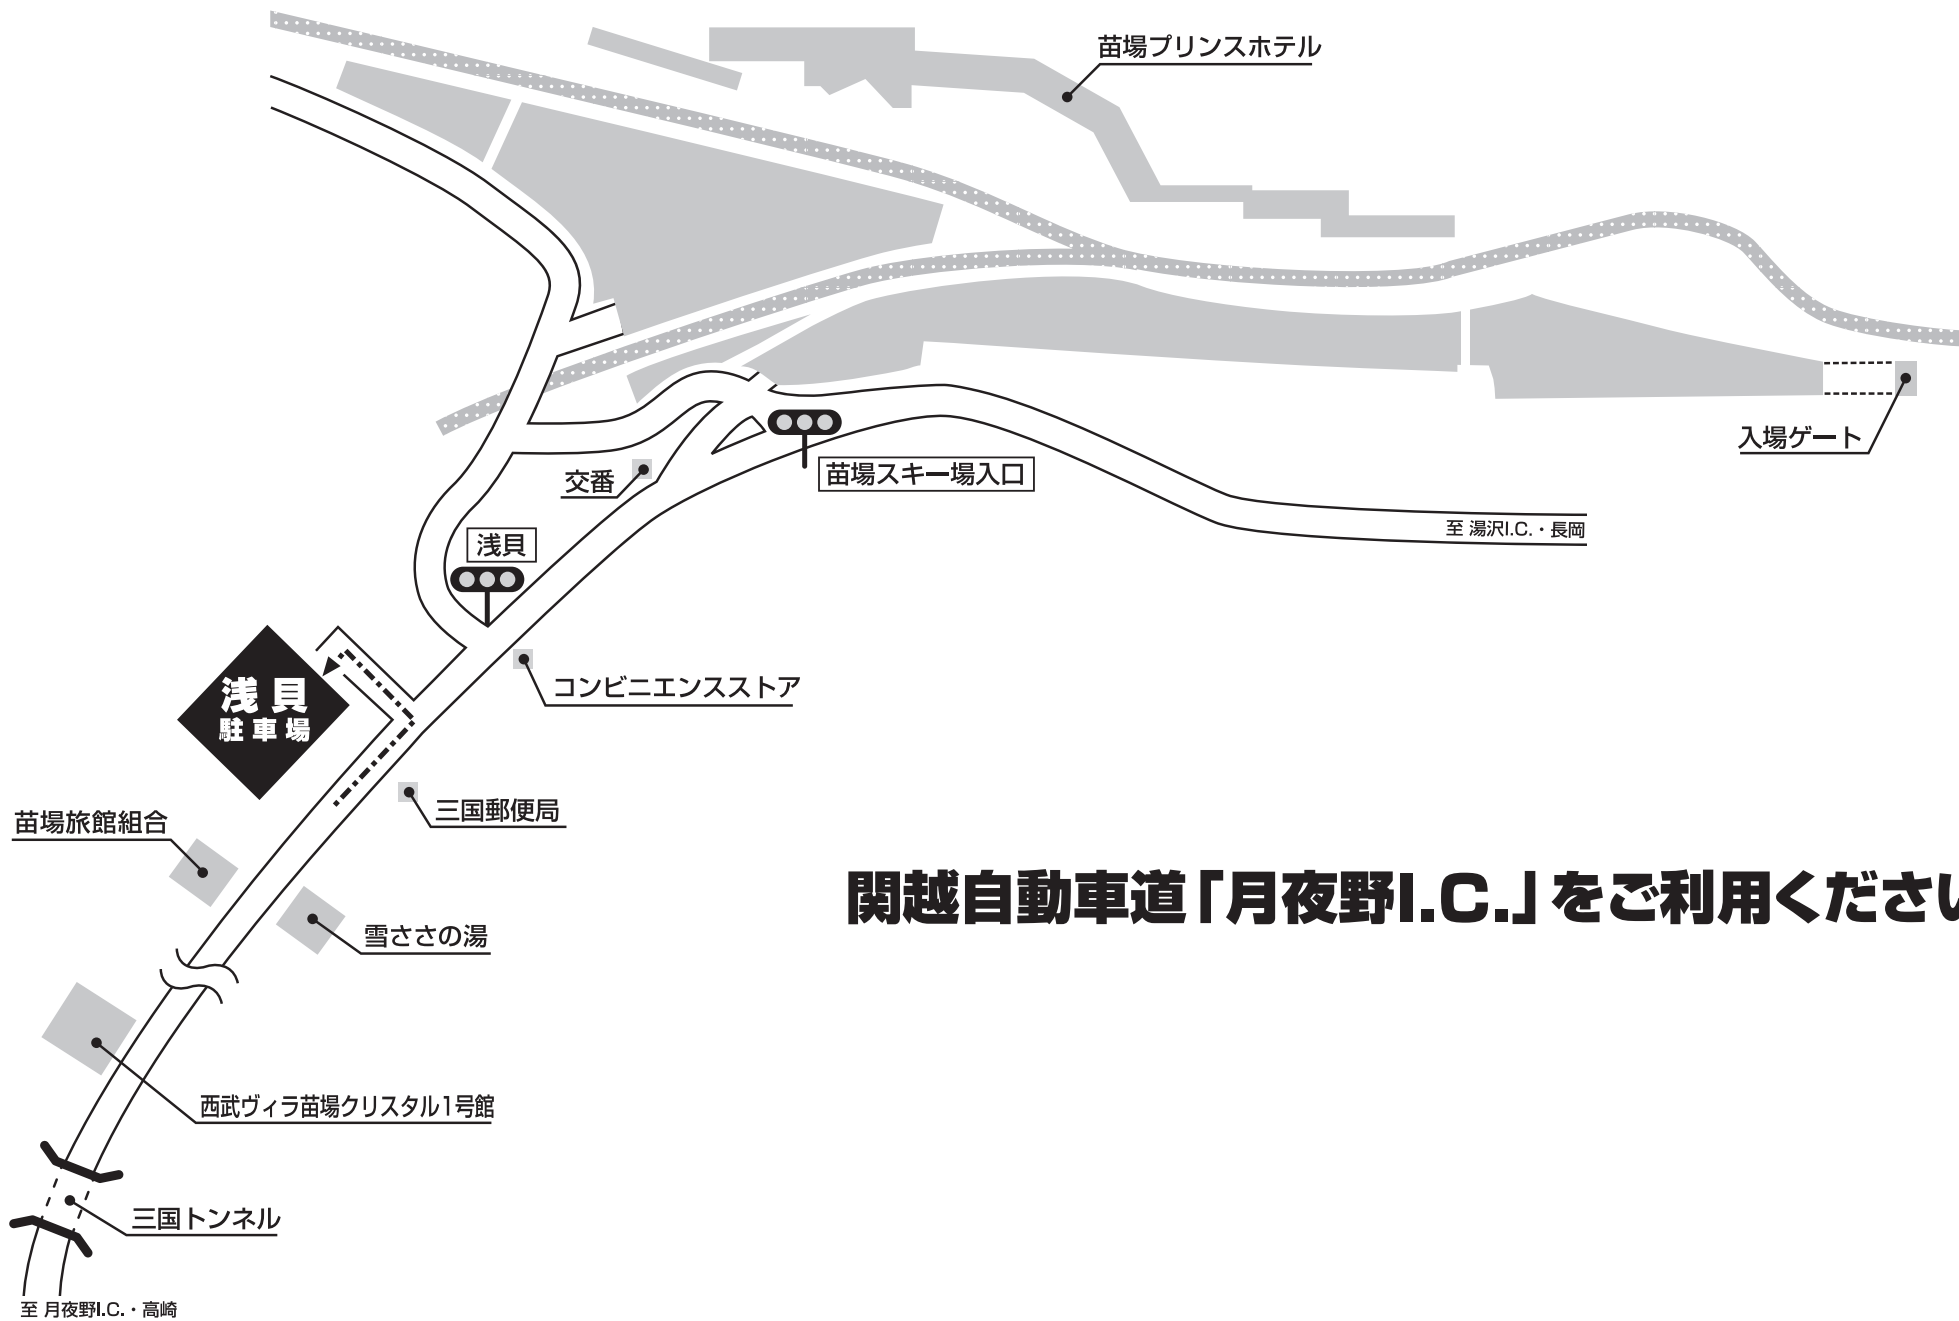 苗場プリンスホテル
入場ゲート
苗場スキー場入口
交番
至 湯沢I.C.・長岡
浅貝
コンビニエンスストア
浅貝
駐車場
三国郵便局
苗場旅館組合
関越自動車道「月夜野I.C.」をご利用ください
雪ささの湯
西武ヴィラ苗場クリスタル1号館
三国トンネル
至 月夜野I.C.・高崎